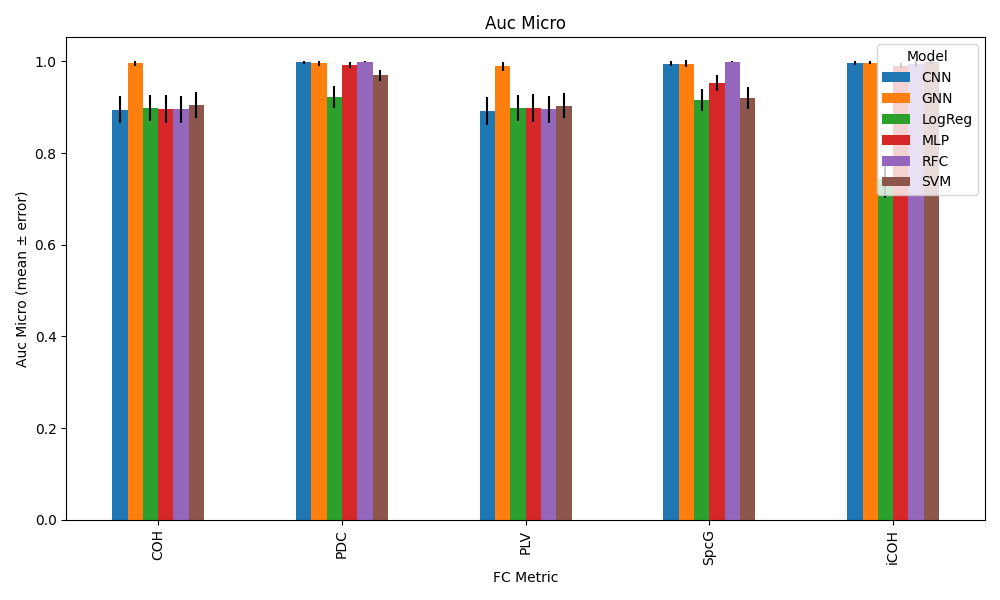 Auc Micro
Auc Micro (mean ± error)
1.0
0.8
0.6
0.4
0.2
0.0
Model
CNN
GNN
LogReg
MLP
RFC
SVM
COH
PDC
PLV
SpcG
iCOH
FC Metric